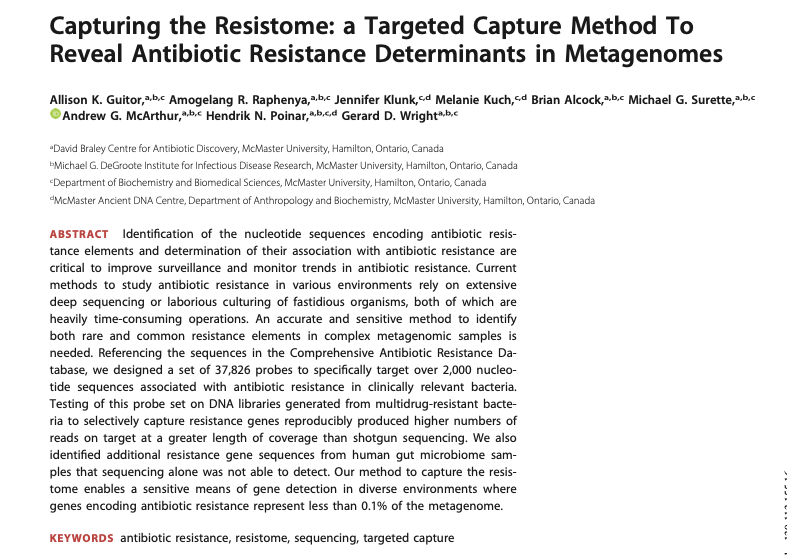 Capturing the Resistome: a Targeted Capture Method To
Reveal Antibiotic Resistance Determinants in Metagenomes
Allison K. Guitor,a,b,c Amogelang R. Raphenya,a,b,c Jennifer Klunk,c,d Melanie Kuch,c,d Brian Alcock,a,b,c Michael G. Surette,a,b,c
Andrew G. McArthur,a,b,c Hendrik N. Poinar,a,b,c,d Gerard D. Wrighta,b,c
aDavid Braley Centre for Antibiotic Discovery, McMaster University, Hamilton, Ontario, Canada
bMichael G. DeGroote Institute for Infectious Disease Research, McMaster University, Hamilton, Ontario, Canada
cDepartment of Biochemistry and Biomedical Sciences, McMaster University, Hamilton, Ontario, Canada
dMcMaster Ancient DNA Centre, Department of Anthropology and Biochemistry, McMaster University, Hamilton, Ontario, Canada
ABSTRACT Identification of the nucleotide sequences encoding antibiotic resis-
tance elements and determination of their association with antibiotic resistance are
critical to improve surveillance and monitor trends in antibiotic resistance. Current
methods to study antibiotic resistance in various environments rely on extensive
deep sequencing or laborious culturing of fastidious organisms, both of which are
heavily time-consuming operations. An accurate and sensitive method to identify
both rare and common resistance elements in complex metagenomic samples is
needed. Referencing the sequences in the Comprehensive Antibiotic Resistance Da-
tabase, we designed a set of 37,826 probes to specifically target over 2,000 nucleo-
tide sequences associated with antibiotic resistance in clinically relevant bacteria.
Testing of this probe set on DNA libraries generated from multidrug-resistant bacte-
ria to selectively capture resistance genes reproducibly produced higher numbers of
reads on target at a greater length of coverage than shotgun sequencing. We also
identified additional resistance gene sequences from human gut microbiome sam-
ples that sequencing alone was not able to detect. Our method to capture the resis-
tome enables a sensitive means of gene detection in diverse environments where
genes encoding antibiotic resistance represent less than 0.1% of the metagenome.
KEYWORDS antibiotic resistance, resistome, sequencing, targeted capture